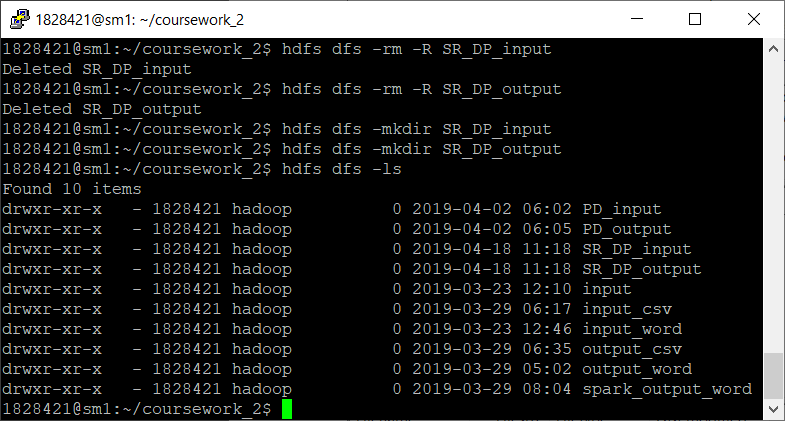 1828421@sm1: ~/coursework_2
1828421@sm1:~/coursework_2$ hdfs dfs -rm -R SR_DP_input
Deleted SR_DP_input
1828421@sm1:~/coursework_2$ hdfs dfs -rm -R SR_DP_output
Deleted SR_DP_output
1828421@sm1:~/coursework_2$ hdfs dfs -mkdir SR_DP_input
1828421@sm1:~/coursework_2$ hdfs dfs -mkdir SR_DP_output
1828421@sm1:~/coursework_2$ hdfs dfs -ls
Found 10 items
drwxr-xr-x   - 1828421 hadoop          0 2019-04-02 06:02 PD_input
drwxr-xr-x   - 1828421 hadoop          0 2019-04-02 06:05 PD_output
drwxr-xr-x   - 1828421 hadoop          0 2019-04-18 11:18 SR_DP_input
drwxr-xr-x   - 1828421 hadoop          0 2019-04-18 11:18 SR_DP_output
drwxr-xr-x   - 1828421 hadoop          0 2019-03-23 12:10 input
drwxr-xr-x   - 1828421 hadoop          0 2019-03-29 06:17 input_csv
drwxr-xr-x   - 1828421 hadoop          0 2019-03-23 12:46 input_word
drwxr-xr-x   - 1828421 hadoop          0 2019-03-29 06:35 output_csv
drwxr-xr-x   - 1828421 hadoop          0 2019-03-29 05:02 output_word
drwxr-xr-x   - 1828421 hadoop          0 2019-03-29 08:04 spark_output_word
1828421@sm1:~/coursework_2$